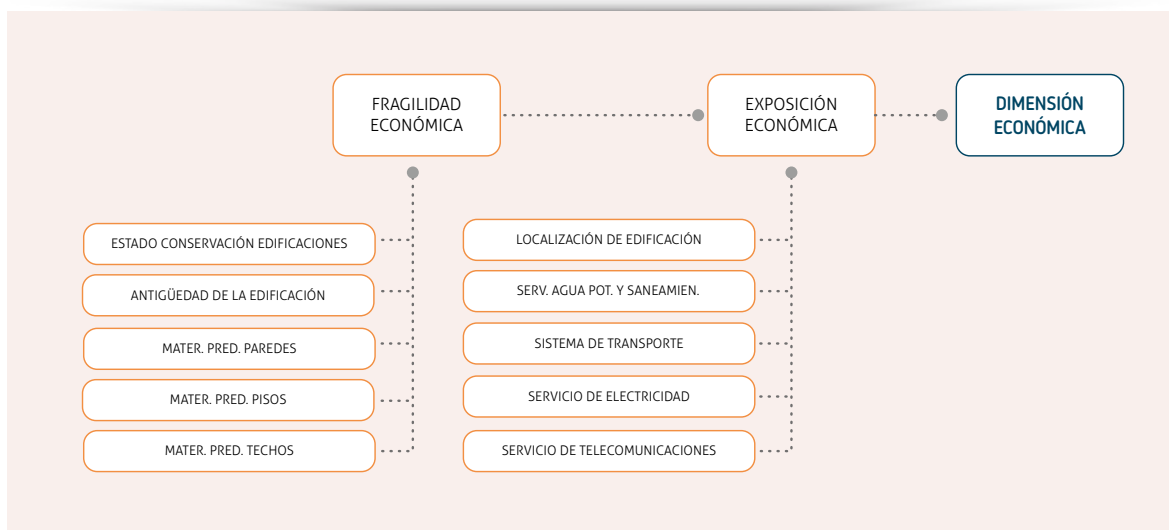 FRAGILIDAD
ECONÓMICA
EXPOSICIÓN
ECONÓMICA
DIMENSIÓN
ECONÓMICA
ESTADO CONSERVACIÓN EDIFICACIONES
ANTIGÜEDAD DE LA EDIFICACIÓN
MATER. PRED. PAREDES
MATER. PRED. PISOS
MATER. PRED. TECHOS
LOCALIZACIÓN DE EDIFICACIÓN
SERV. AGUA POT. Y SANEAMIEN.
SISTEMA DE TRANSPORTE
SERVICIO DE ELECTRICIDAD
SERVICIO DE TELECOMUNICACIONES